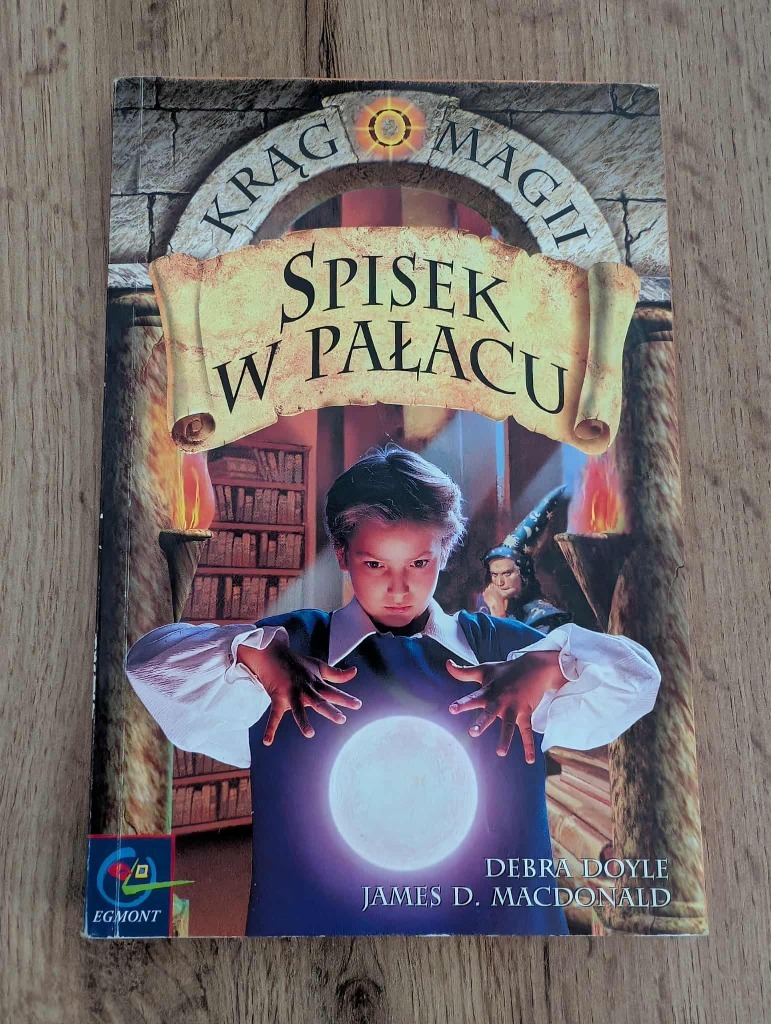 KRĄG MAGII
SPISEK
W PAŁACU
DEBRA DOYLE
JAMES D. MACDONALD
EGMONT